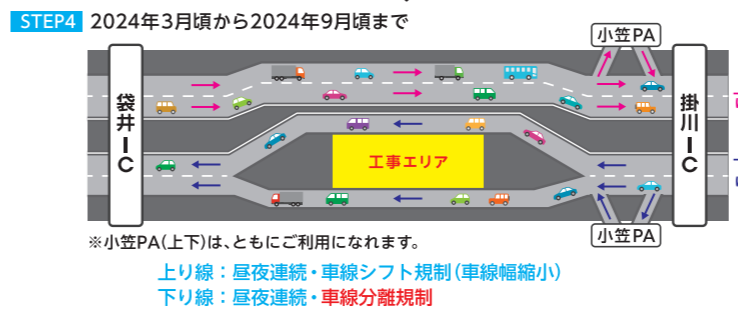 STEP4 2024年3月頃から2024年9月頃まで
小笠PA
袋井IC
掛川IC
工事エリア
小笠PA
※小笠PA(上下)は、ともにご利用になれます。
上り線：昼夜連続・車線シフト規制(車線幅縮小)
下り線：昼夜連続・車線分離規制